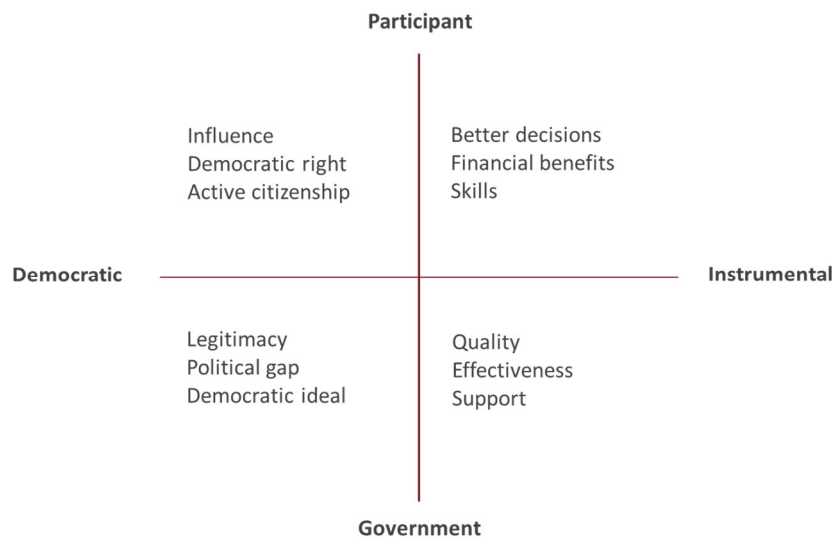 Participant
Influence
Democratic right
Active citizenship
Better decisions
Financial benefits
Skills
Democratic
Instrumental
Legitimacy
Political gap
Democratic ideal
Quality
Effectiveness
Support
Government